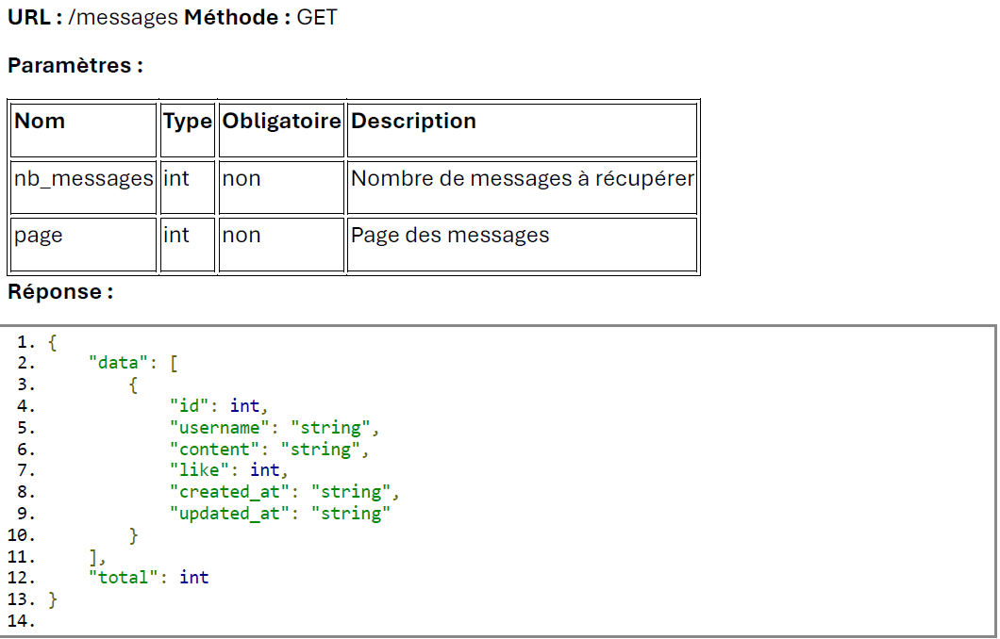 URL : /messages Méthode : GET
Paramètres :
Nom Type Obligatoire Description
nb_messages int non Nombre de messages à récupérer
page int non Page des messages
Réponse :
1. {
2. "data": [
3. {
4. "id": int,
5. "username": "string",
6. "content": "string",
7. "like": int,
8. "created_at": "string",
9. "updated_at": "string"
10. }
11. ],
12. "total": int
13. }
14.